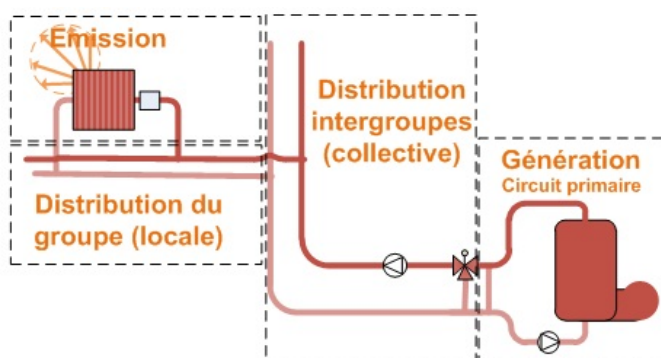 Emission
Distribution
intergroupes
(collective)
Génération
Circuit primaire
Distribution du
groupe (locale)